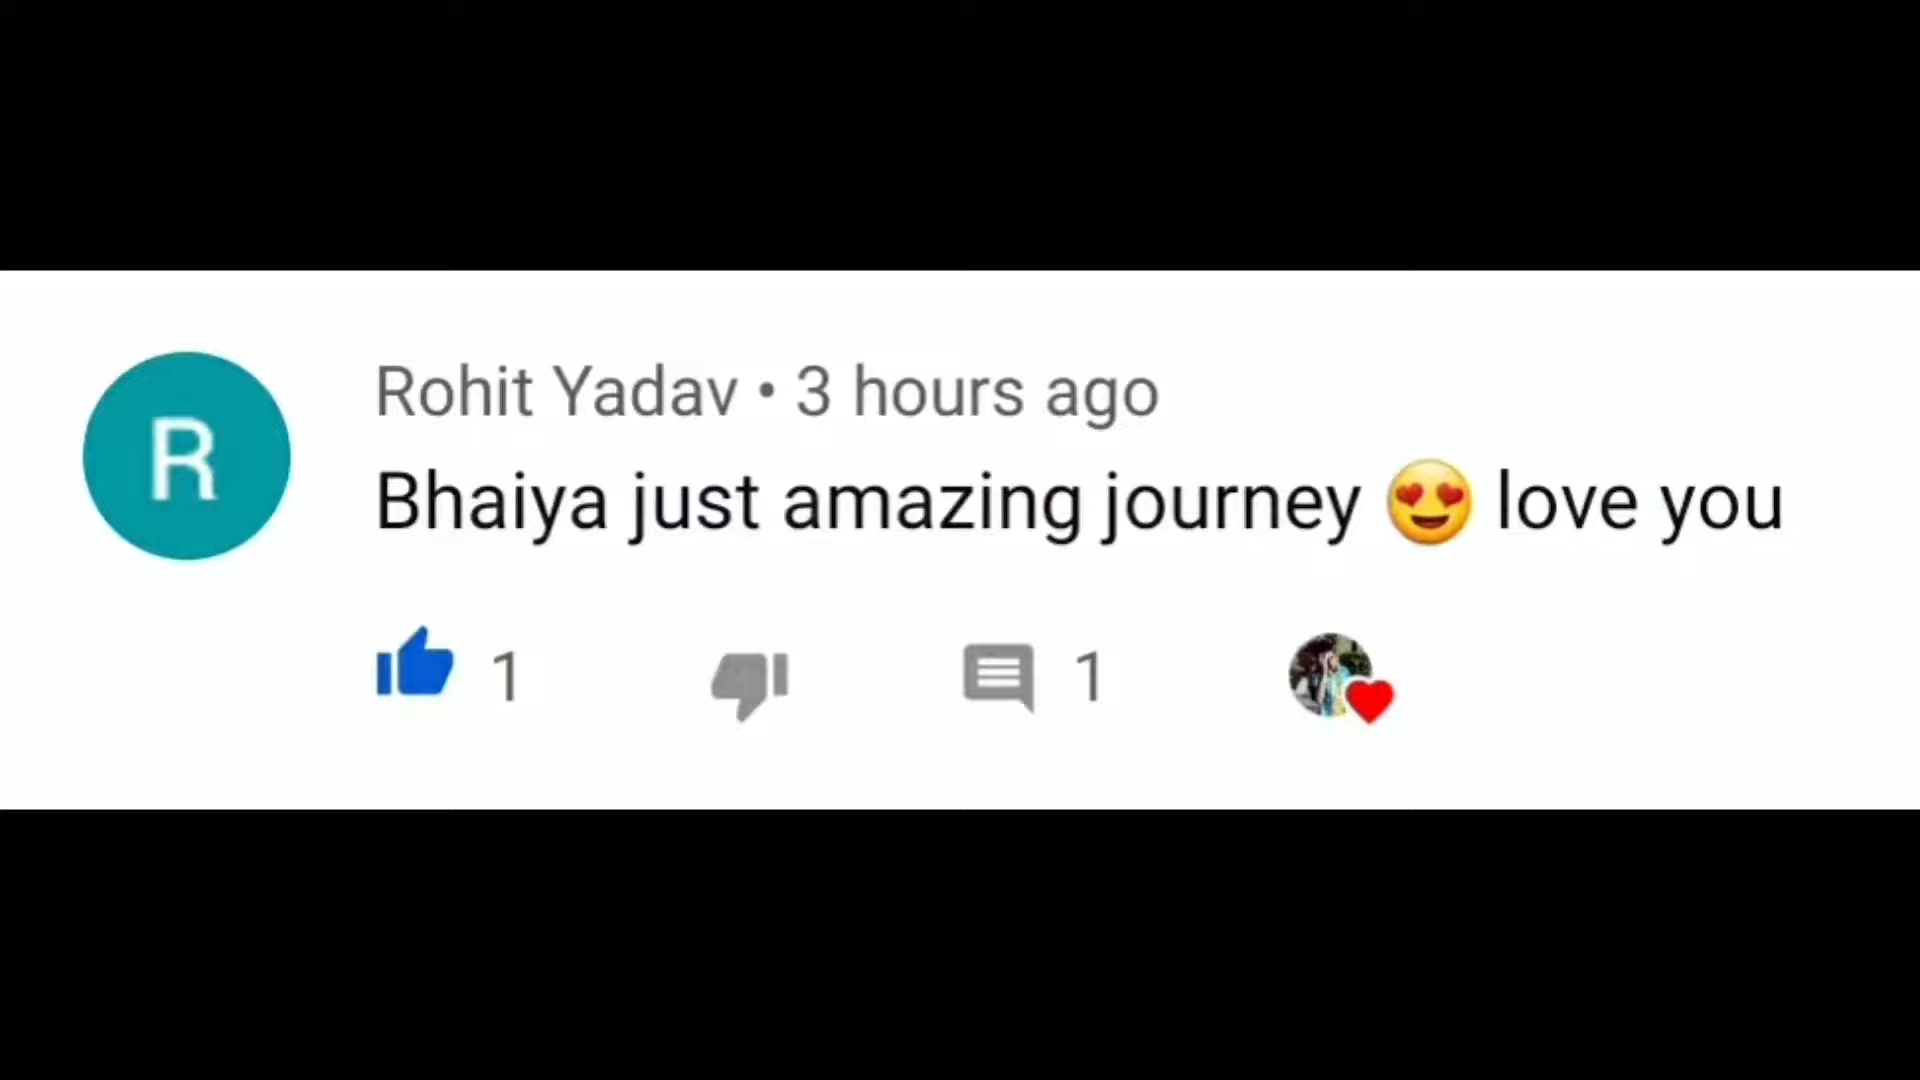 R
Rohit Yadav • 3 hours ago
Bhaiya just amazing journey 😍 love you
1 1